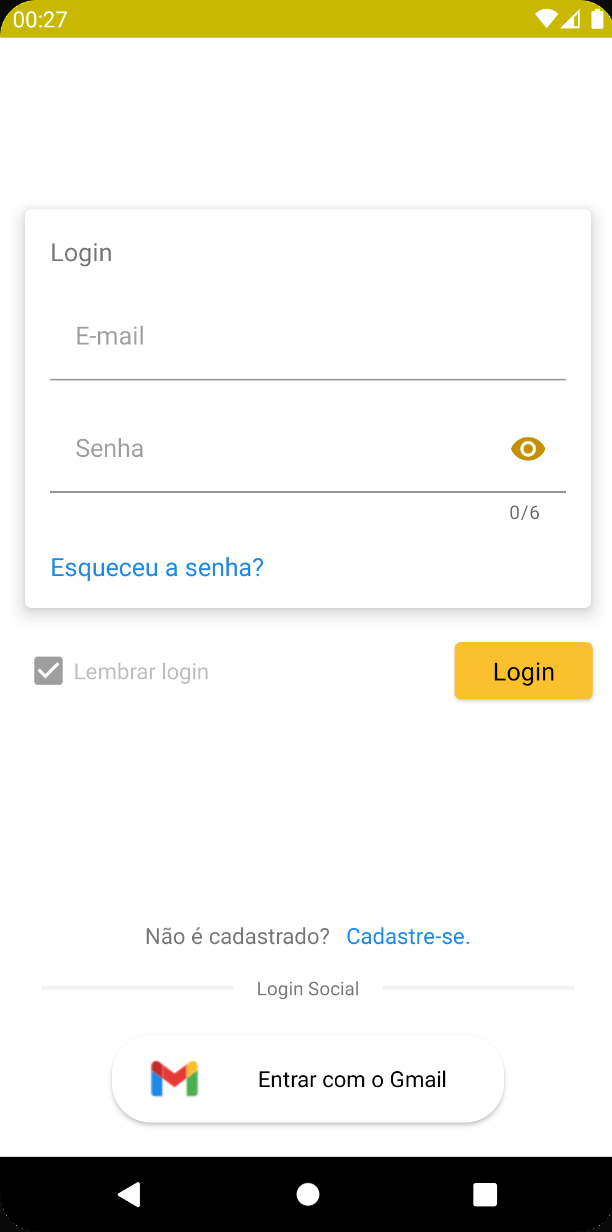 00:27
Login
E-mail
Senha
0/6
Esqueceu a senha?
Lembrar login
Login
Não é cadastrado? Cadastre-se.
Login Social
Entrar com o Gmail